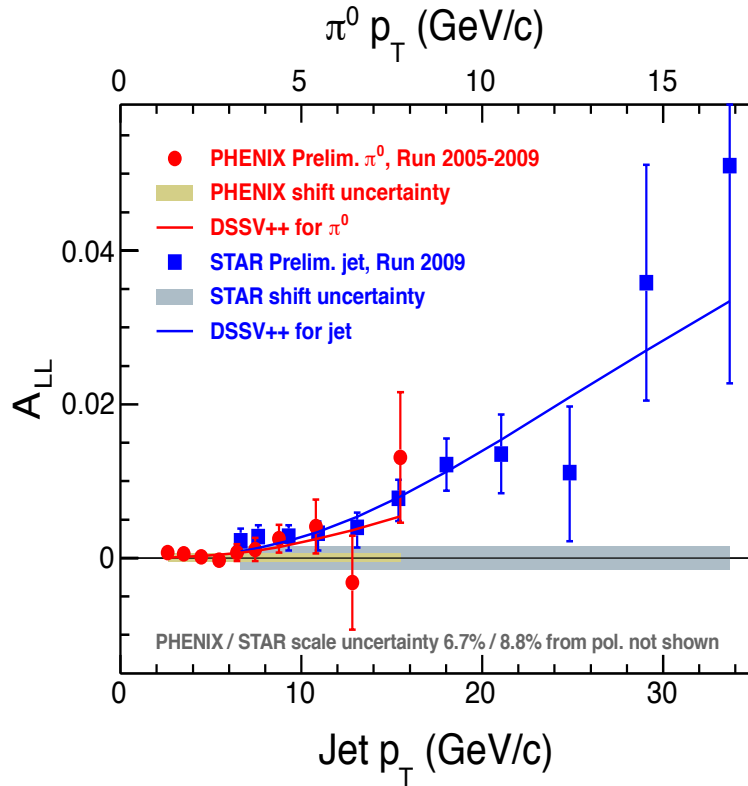 π⁰ p_T (GeV/c)
0 5 10 15
PHENIX Prelim. π⁰, Run 2005-2009
PHENIX shift uncertainty
DSSV++ for π⁰
STAR Prelim. jet, Run 2009
STAR shift uncertainty
DSSV++ for jet
A_LL
0.04
0.02
0
PHENIX / STAR scale uncertainty 6.7% / 8.8% from pol. not shown
0 10 20 30
Jet p_T (GeV/c)